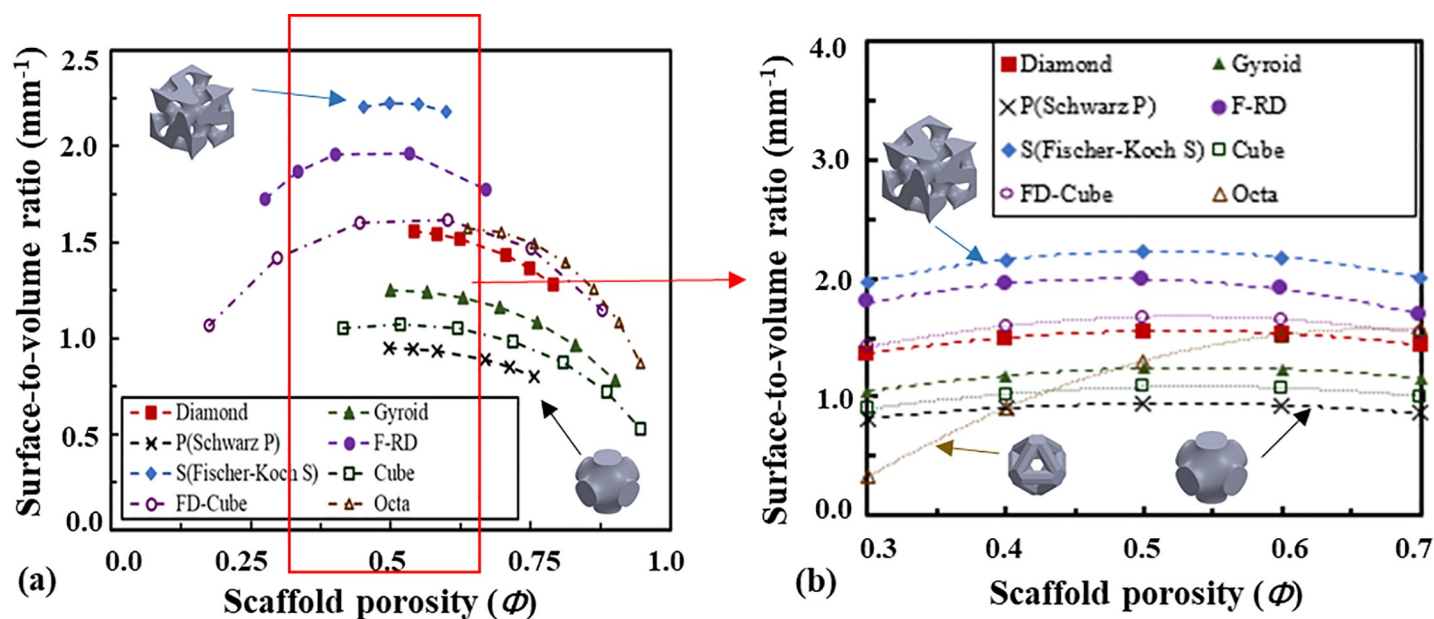 2.5
2.0
1.5
1.0
0.5
0.0
Surface-to-volume ratio (mm⁻¹)
Diamond
Gyroid
P(Schwarz P)
F-RD
S(Fischer-Koch S)
Cube
FD-Cube
Octa
0.0 0.25 0.5 0.75 1.0
(a)
Scaffold porosity (Φ)
4.0
3.0
2.0
1.0
0.0
Surface-to-volume ratio (mm⁻¹)
Diamond
Gyroid
P(Schwarz P)
F-RD
S(Fischer-Koch S)
Cube
FD-Cube
Octa
0.3 0.4 0.5 0.6 0.7
(b)
Scaffold porosity (Φ)